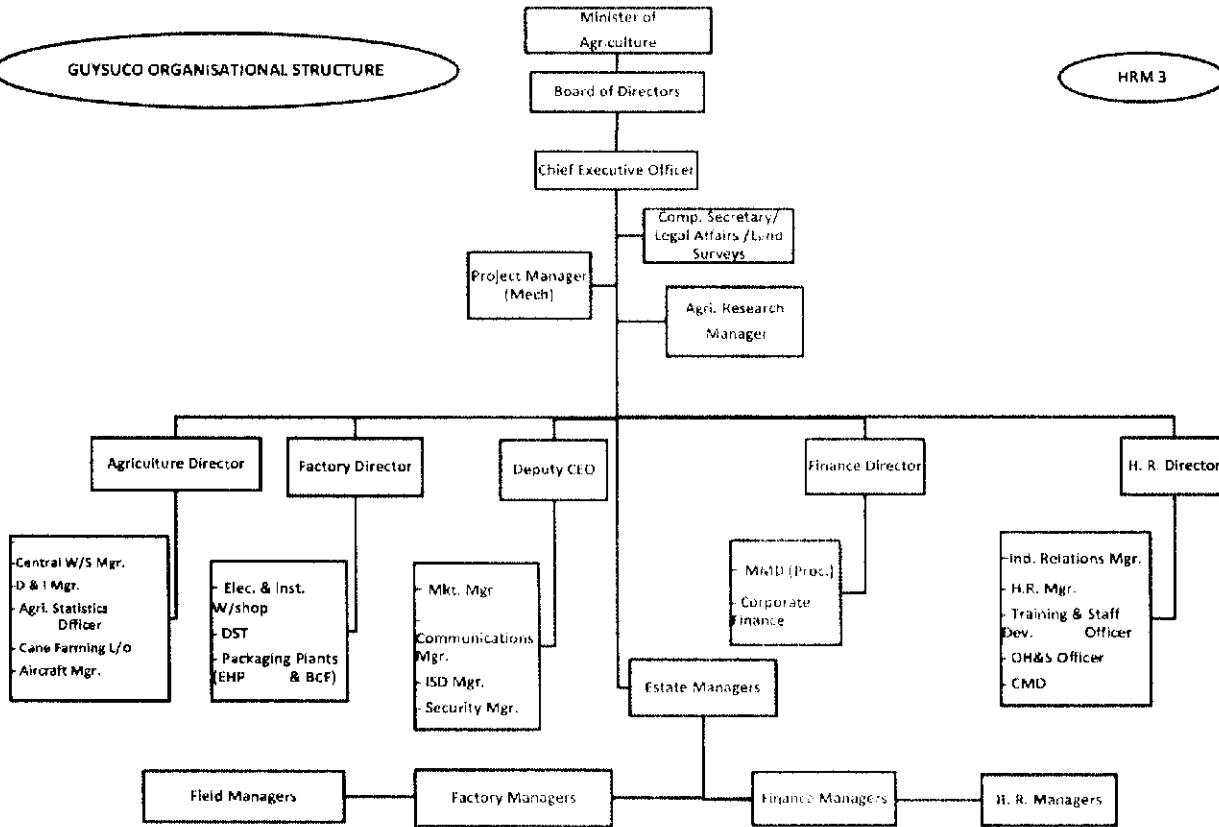 Minister of
Agriculture
GUYSUCO ORGANISATIONAL STRUCTURE
HRM 3
Board of Directors
Chief Executive Officer
Comp. Secretary/
Legal Affairs /Land
Surveys
Project Manager
(Mech)
Agri. Research
Manager
Agriculture Director
Factory Director
Deputy CEO
Finance Director
H. R. Director
-
-Central W/S Mgr.
-D & I Mgr.
- Agri. Statistics
Officer
- Cane Farming L/O
- Aircraft Mgr.
- Elec. & Inst.
W/shop
- DST
- Packaging Plants
(EHP & BCF)
- Mkt. Mgr
-
Communications
Mgr.
- ISD Mgr.
- Security Mgr.
- MMD (Proc.)
- Corporate
Finance
-Ind. Relations Mgr.
- H.R. Mgr.
- Training & Staff
Dev. Officer
- OH&S Officer
- CMD
Estate Managers
Field Managers
Factory Managers
Finance Managers
H. R. Managers